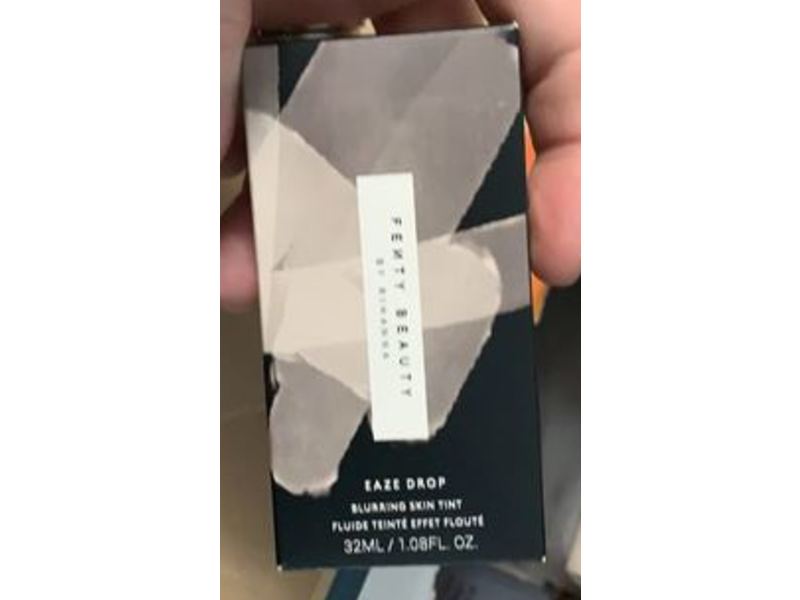 FENTY BEAUTY
BY RIHANNA
EAZE DROP
BLURRING SKIN TINT
FLUIDE TEINTÉ EFFET FLOUTÉ
32ML / 1.08FL. OZ.